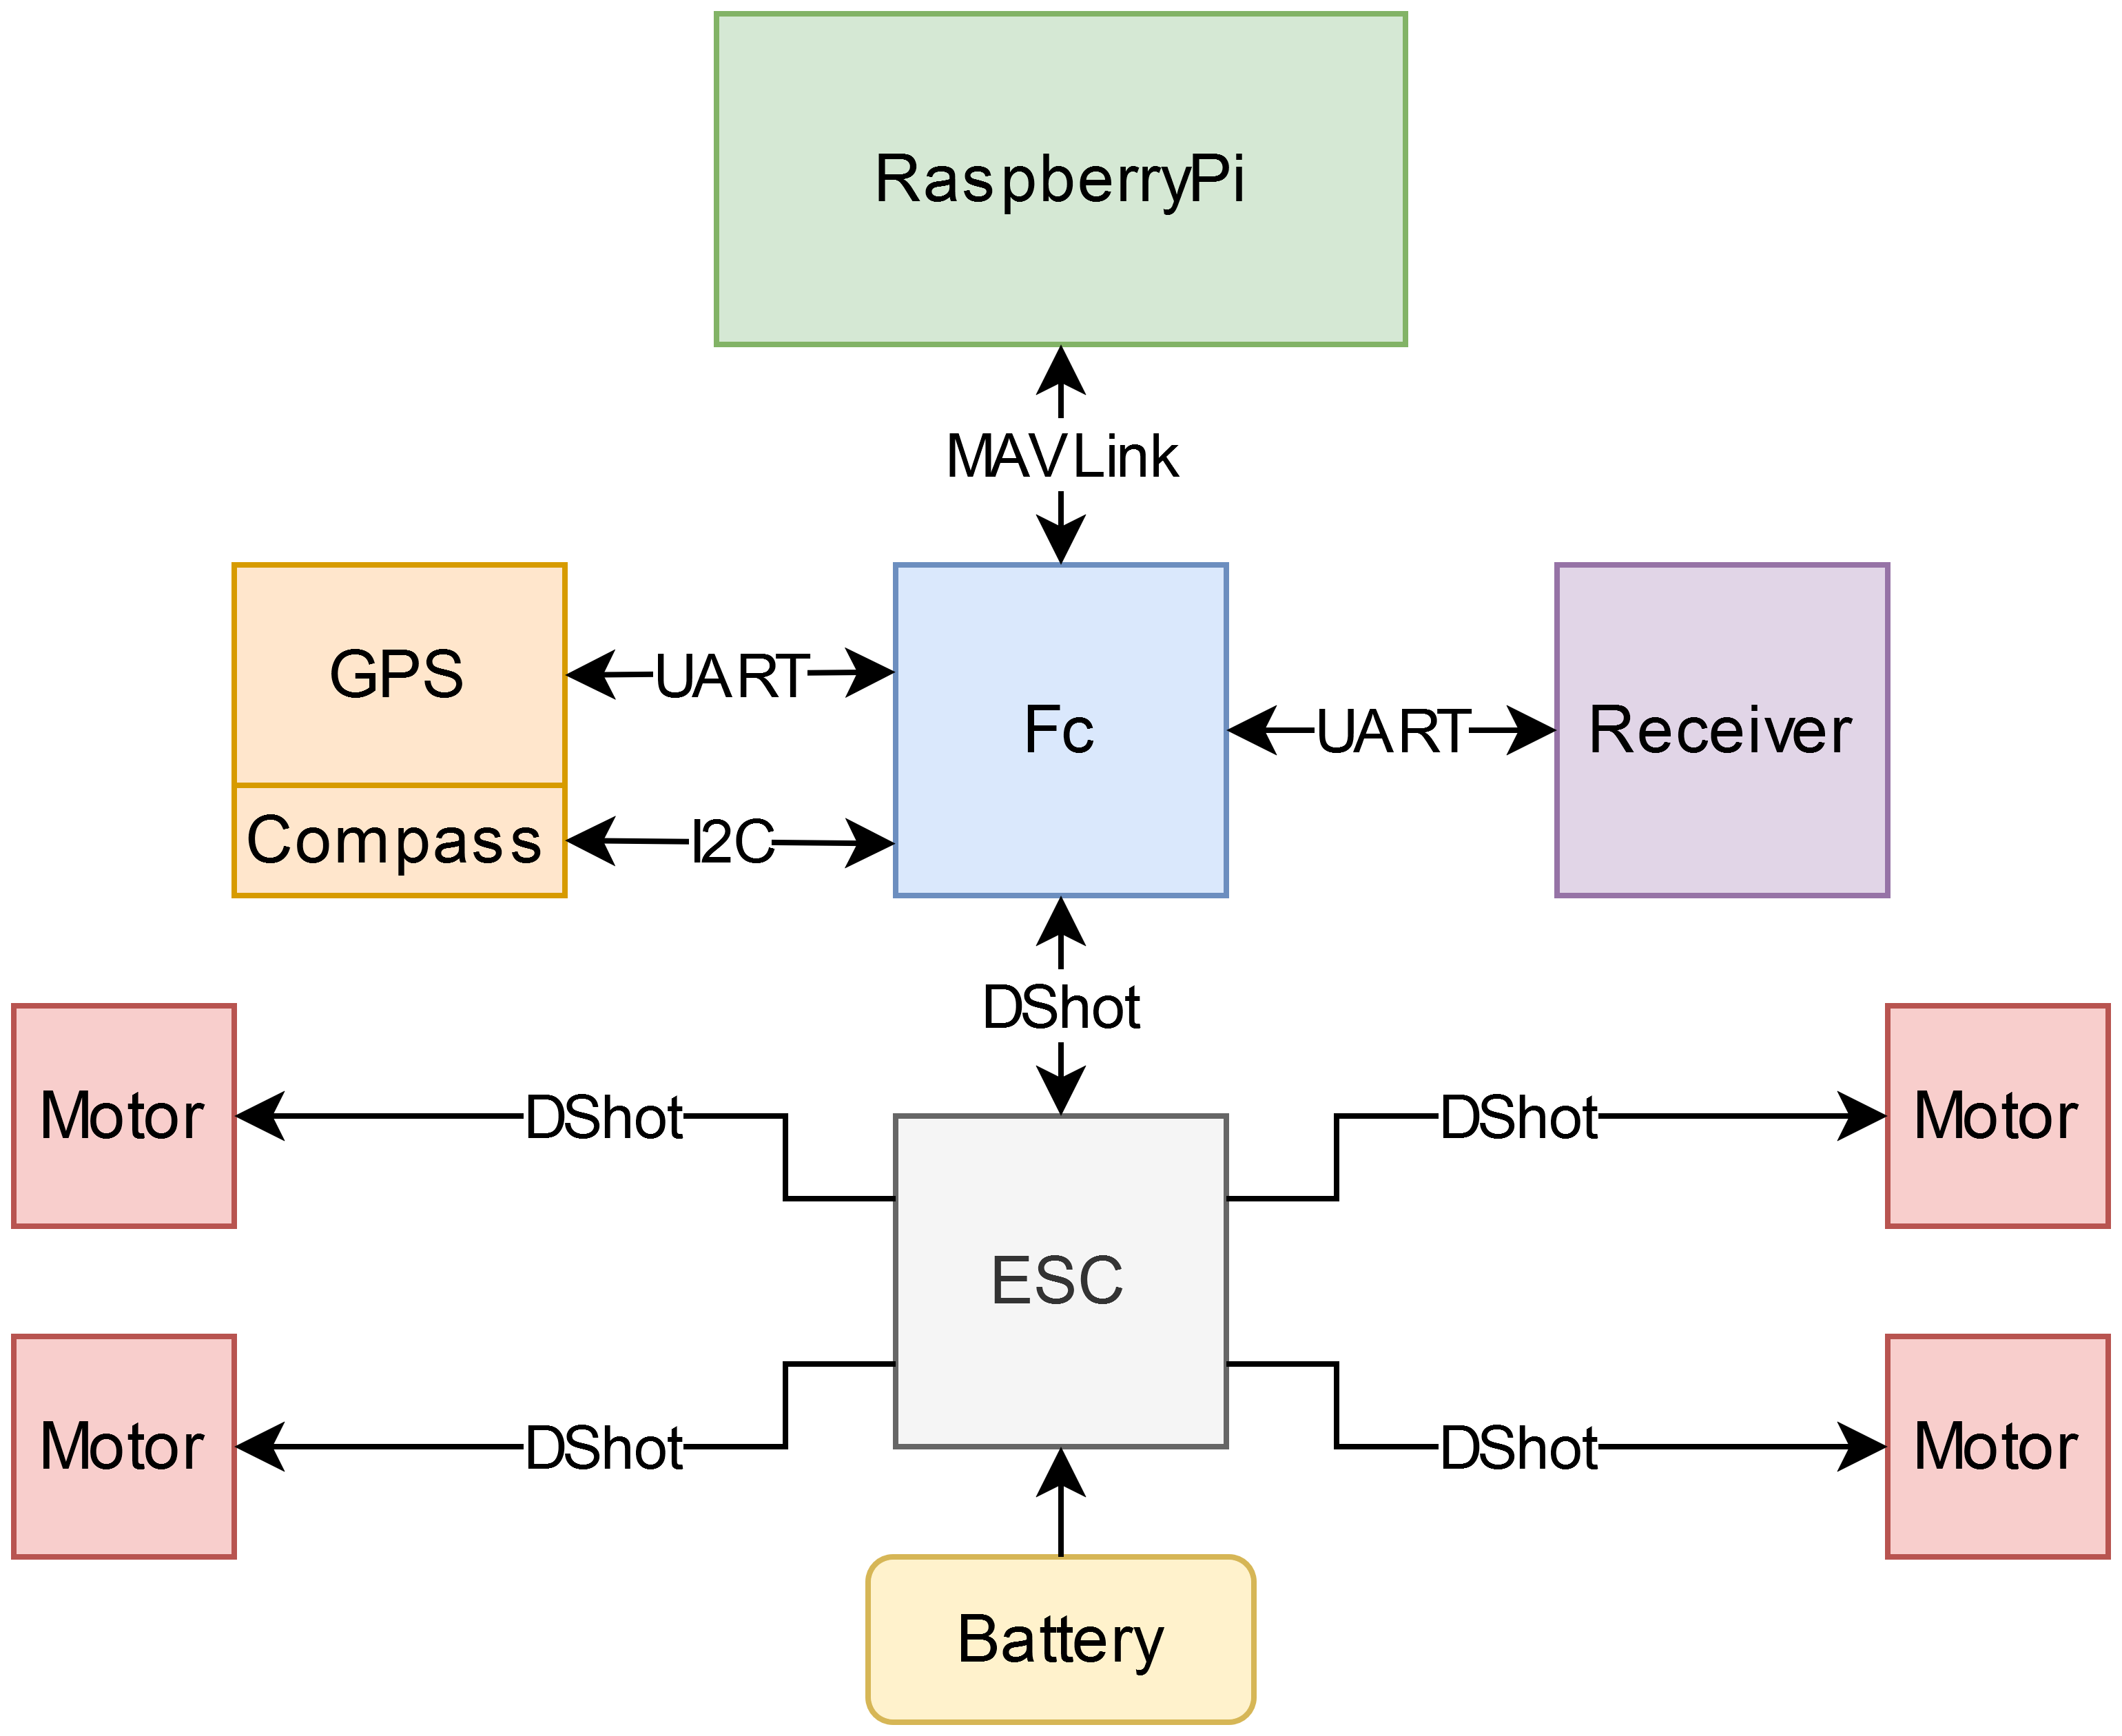 RaspberryPi
MAVLink
GPS
UART
Fc
UART
Receiver
Compass
I2C
DShot
Motor
DShot
DShot
Motor
ESC
Motor
DShot
DShot
Motor
Battery